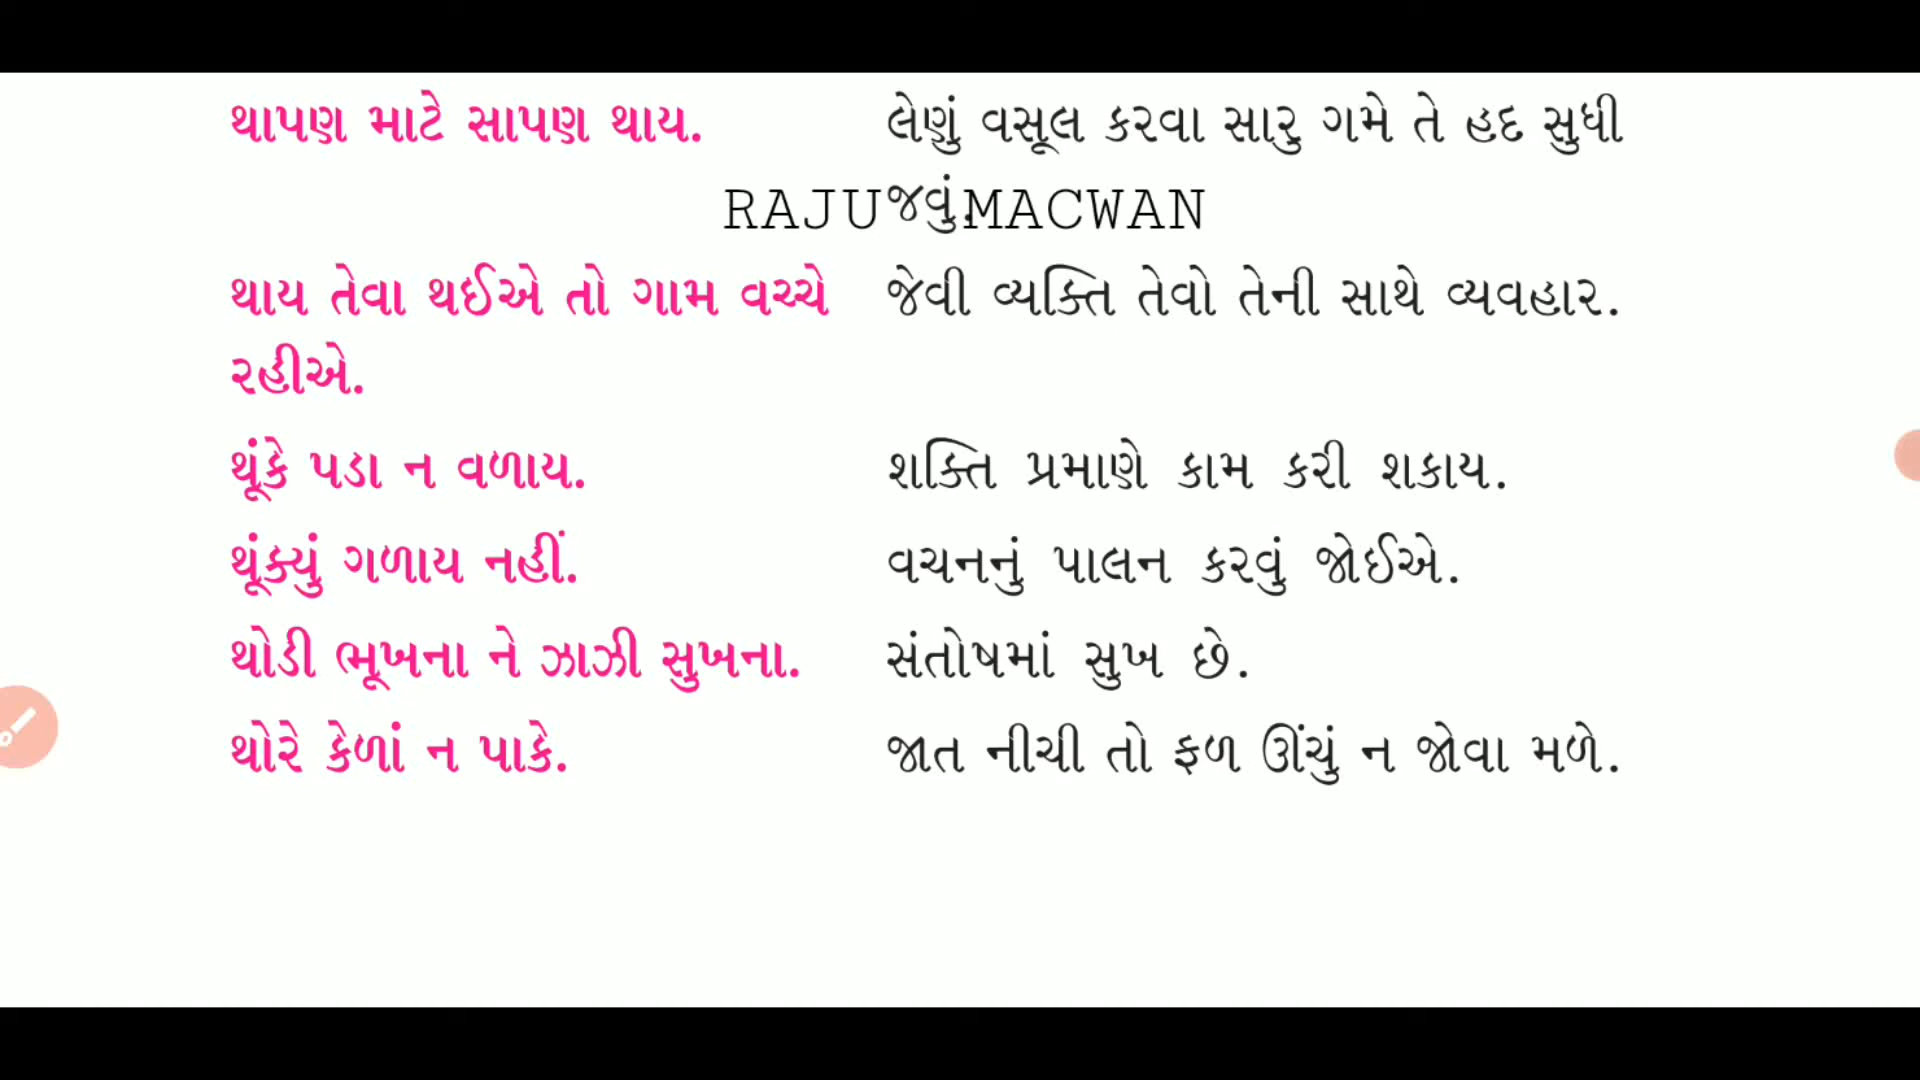 થાપણ માટે સાપણ થાય. લેણું વસૂલ કરવા સારુ ગમે તે હદ સુધી
જવું.
RAJU MACWAN
થાય તેવા થઈએ તો ગામ વચ્ચે જેવી વ્યક્તિ તેવો તેની સાથે વ્યવહાર.
રહીએ.
થૂંકે પડા ન વળાય. શક્તિ પ્રમાણે કામ કરી શકાય.
થૂંક્યું ગળાય નહીં. વચનનું પાલન કરવું જોઈએ.
થોડી ભૂખના ને ઝાઝી સુખના. સંતોષમાં સુખ છે.
થોરે કેળાં ન પાકે. જાત નીચી તો ફળ ઊંચું ન જોવા મળે.